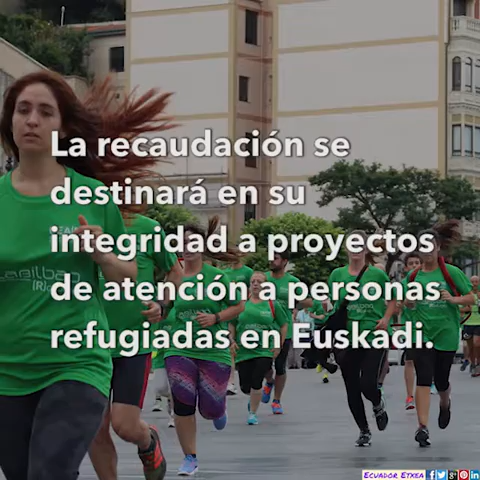 La recaudación se
destinará en su
integridad a proyectos
de atención a personas
refugiadas en Euskadi.
Ecuador Etxea